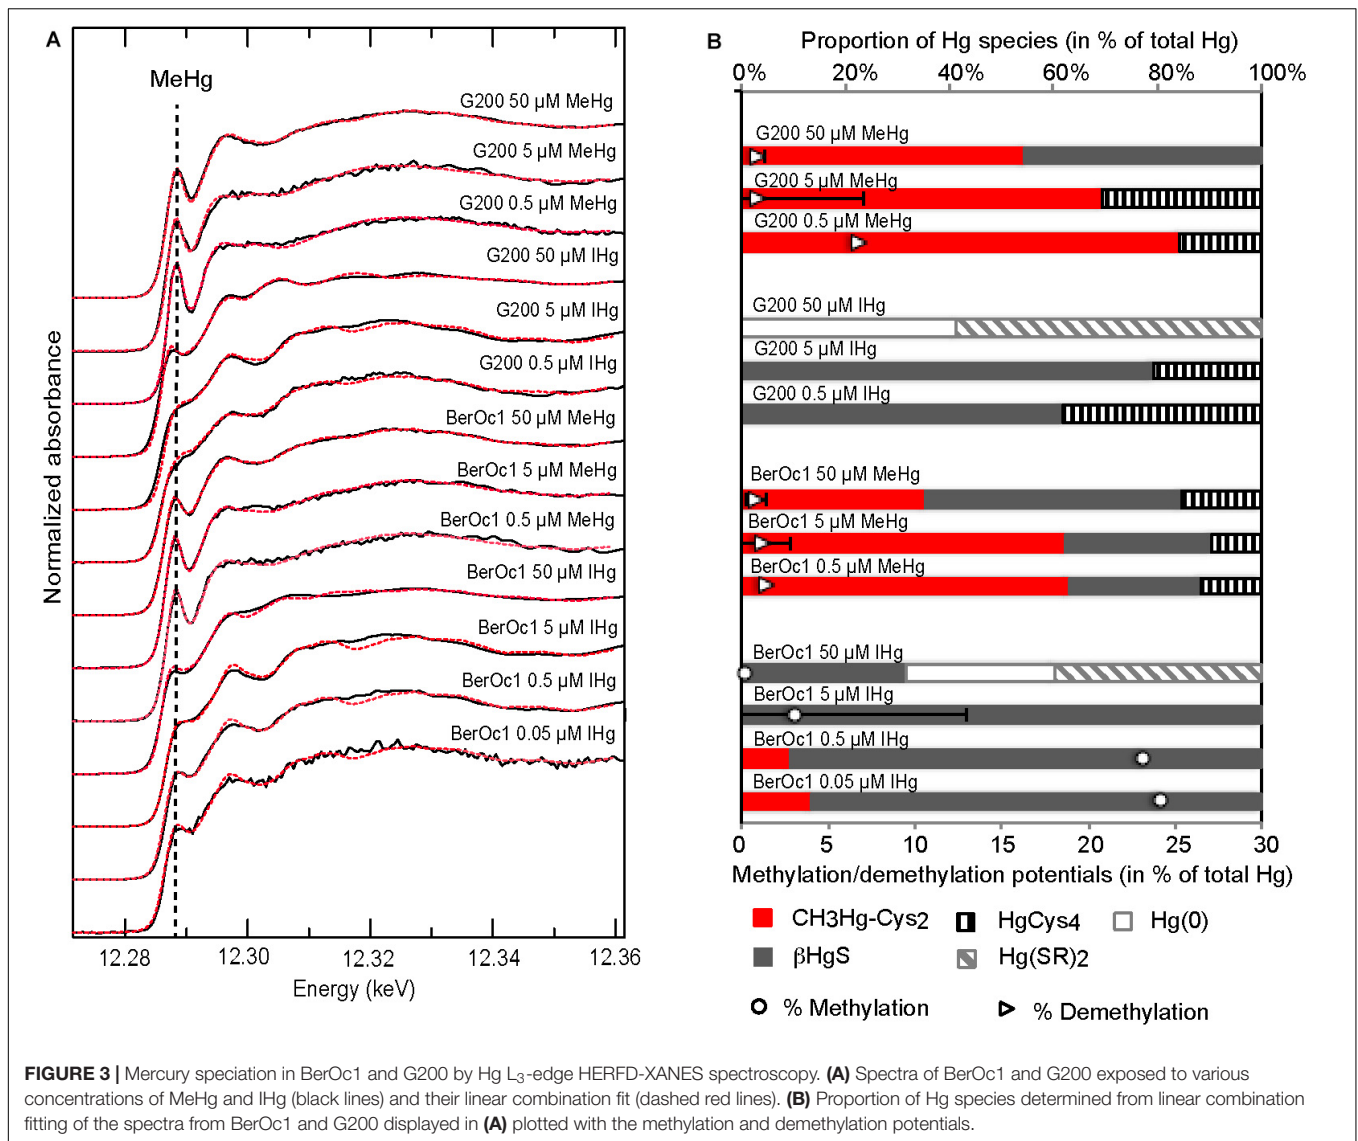 A
MeHg
G200 50 µM MeHg
G200 5 µM MeHg
G200 0.5 µM MeHg
G200 50 µM IHg
G200 5 µM IHg
G200 0.5 µM IHg
BerOc1 50 µM MeHg
BerOc1 5 µM MeHg
BerOc1 0.5 µM MeHg
BerOc1 50 µM IHg
BerOc1 5 µM IHg
BerOc1 0.5 µM IHg
BerOc1 0.05 µM IHg
Normalized absorbance
12.28 12.30 12.32 12.34 12.36
Energy (keV)
B
Proportion of Hg species (in % of total Hg)
0% 20% 40% 60% 80% 100%
G200 50 µM MeHg
G200 5 µM MeHg
G200 0.5 µM MeHg
G200 50 µM IHg
G200 5 µM IHg
G200 0.5 µM IHg
BerOc1 50 µM MeHg
BerOc1 5 µM MeHg
BerOc1 0.5 µM MeHg
BerOc1 50 µM IHg
BerOc1 5 µM IHg
BerOc1 0.5 µM IHg
BerOc1 0.05 µM IHg
0 5 10 15 20 25 30
Methylation/demethylation potentials (in % of total Hg)
CH3Hg-Cys2 HgCys4 Hg(0)
βHgS Hg(SR)2
% Methylation % Demethylation
FIGURE 3 | Mercury speciation in BerOc1 and G200 by Hg L3-edge HERFD-XANES spectroscopy. (A) Spectra of BerOc1 and G200 exposed to various
concentrations of MeHg and IHg (black lines) and their linear combination fit (dashed red lines). (B) Proportion of Hg species determined from linear combination
fitting of the spectra from BerOc1 and G200 displayed in (A) plotted with the methylation and demethylation potentials.